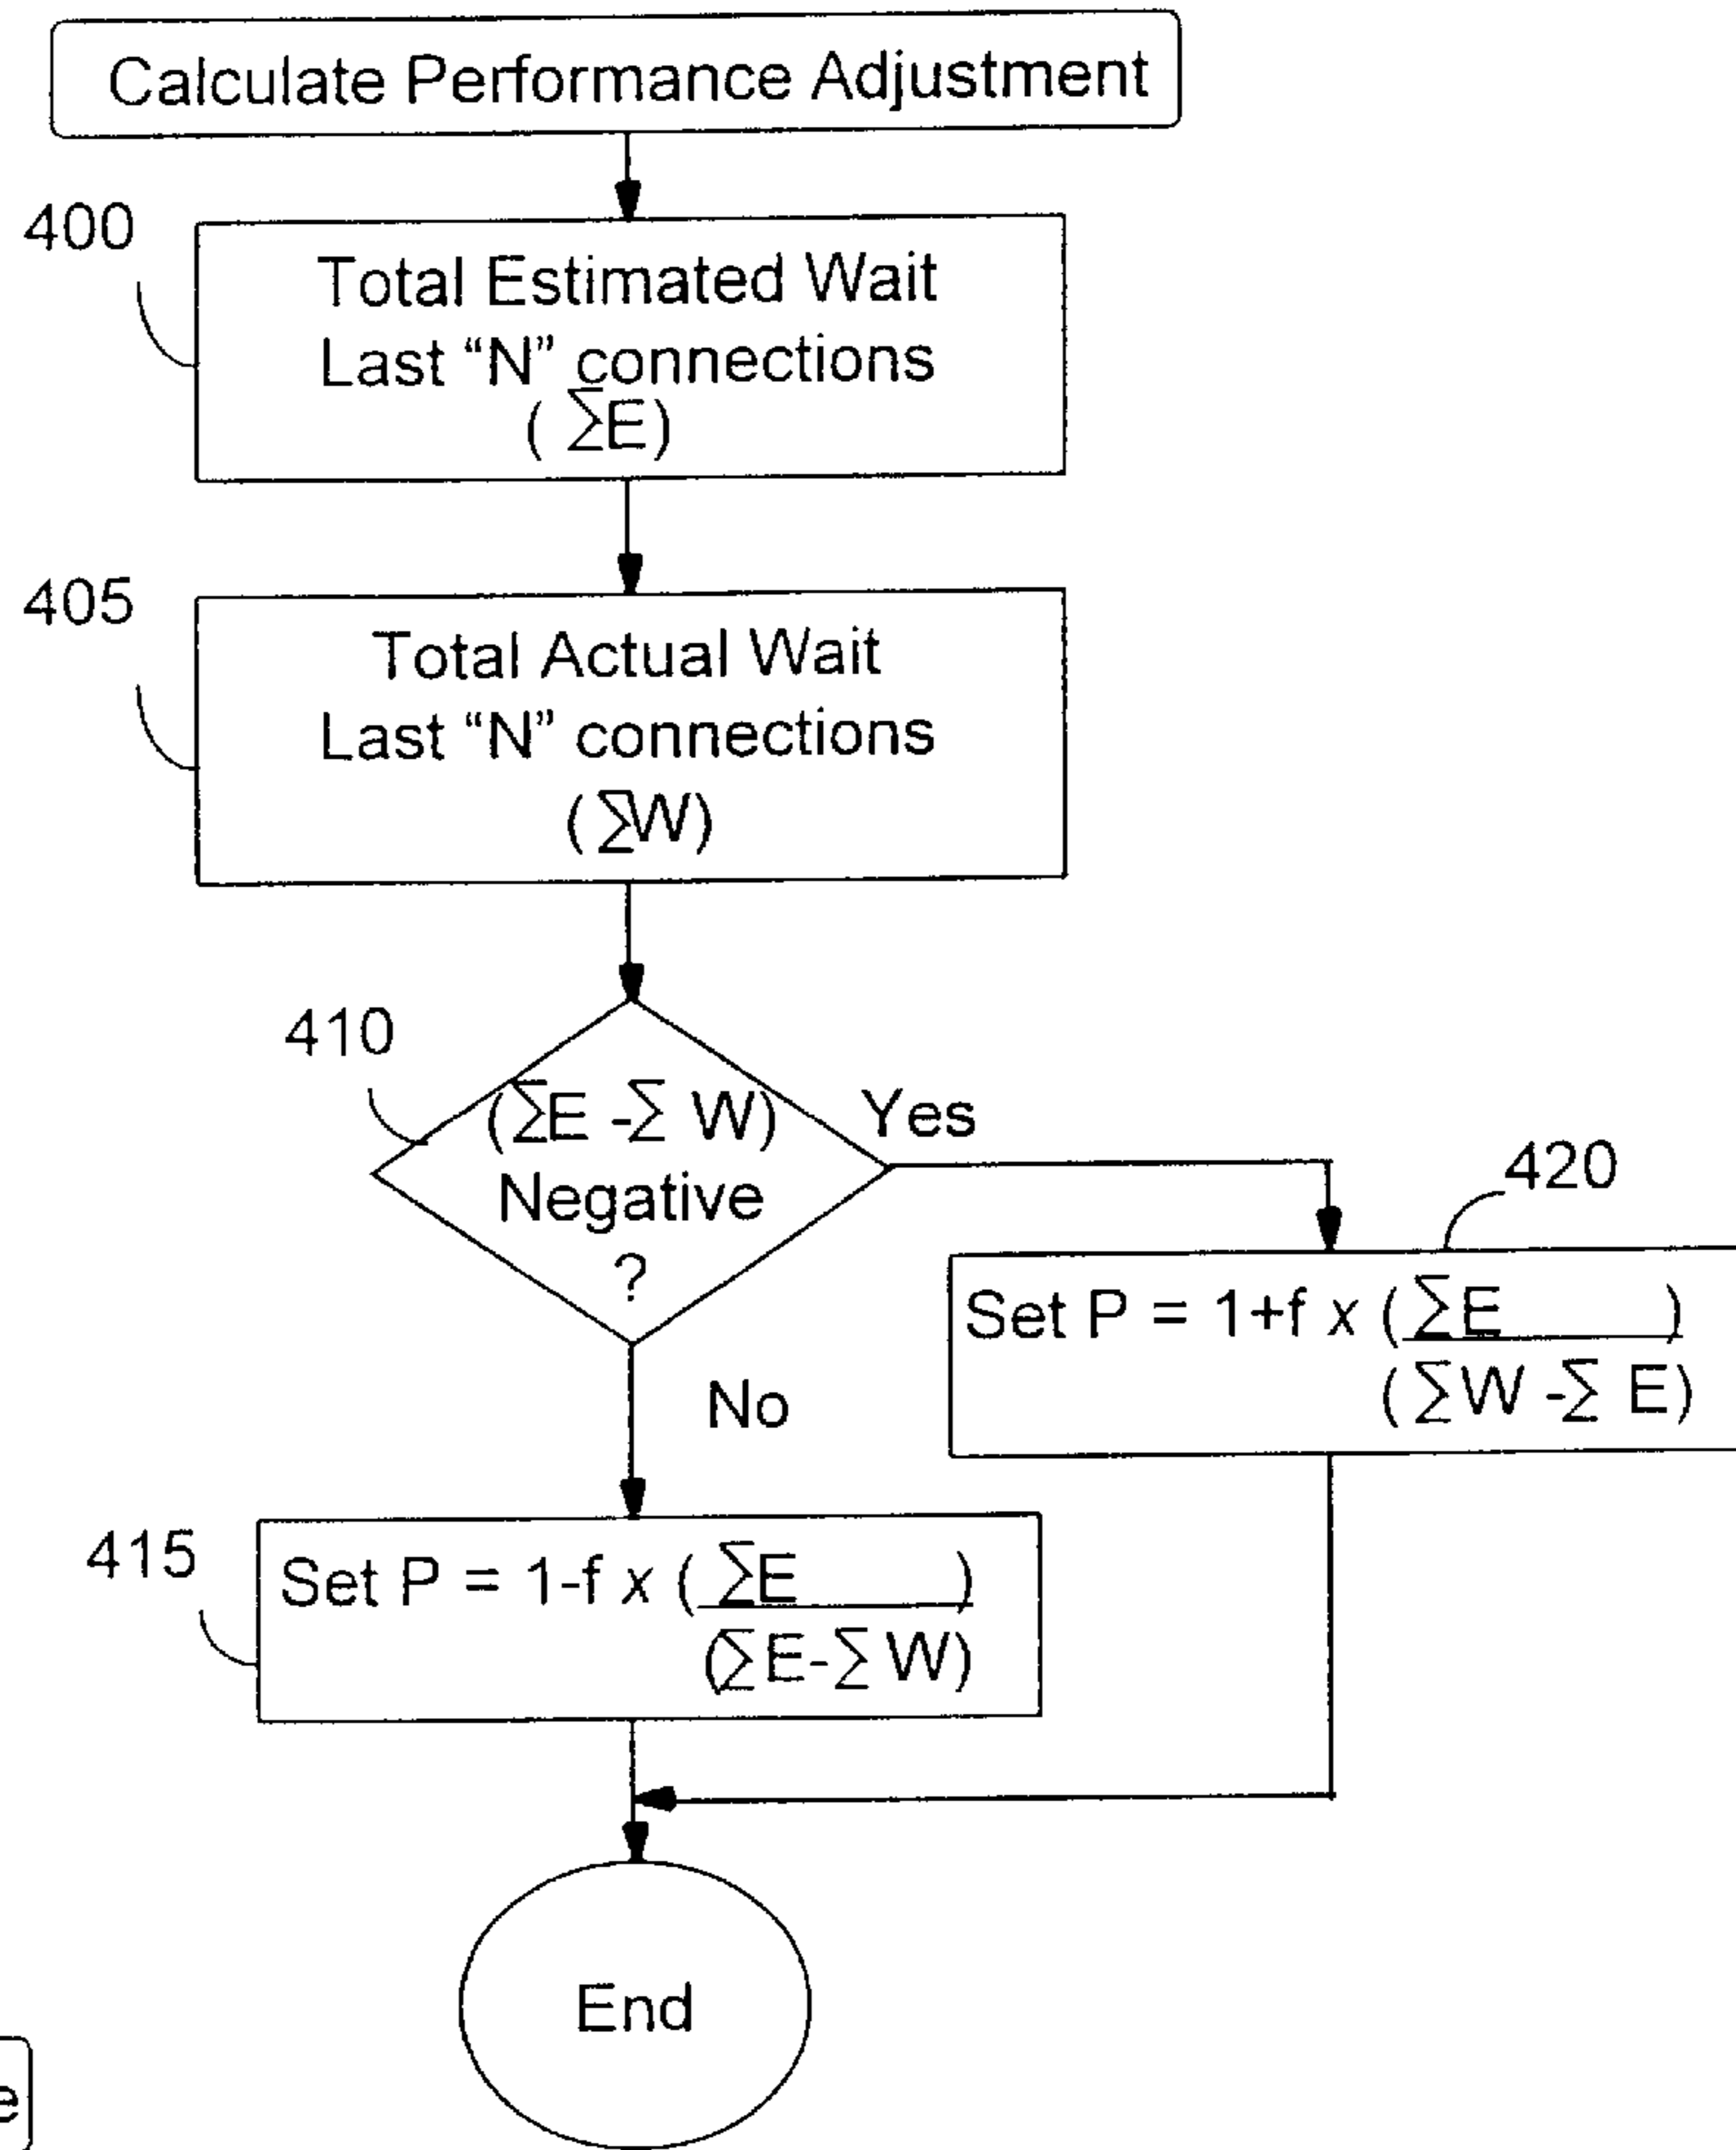 Calculate Performance Adjustment
400
Total Estimated Wait
Last “N” connections
( ∑E)
405
Total Actual Wait
Last “N” connections
( ∑W)
410
(∑E -∑ W)
Negative
?
Yes
420
Set P = 1+f x ( ∑E )
( ∑W -∑ E)
No
415
Set P = 1-f x ( ∑E )
(∑E-∑ W)
End
e